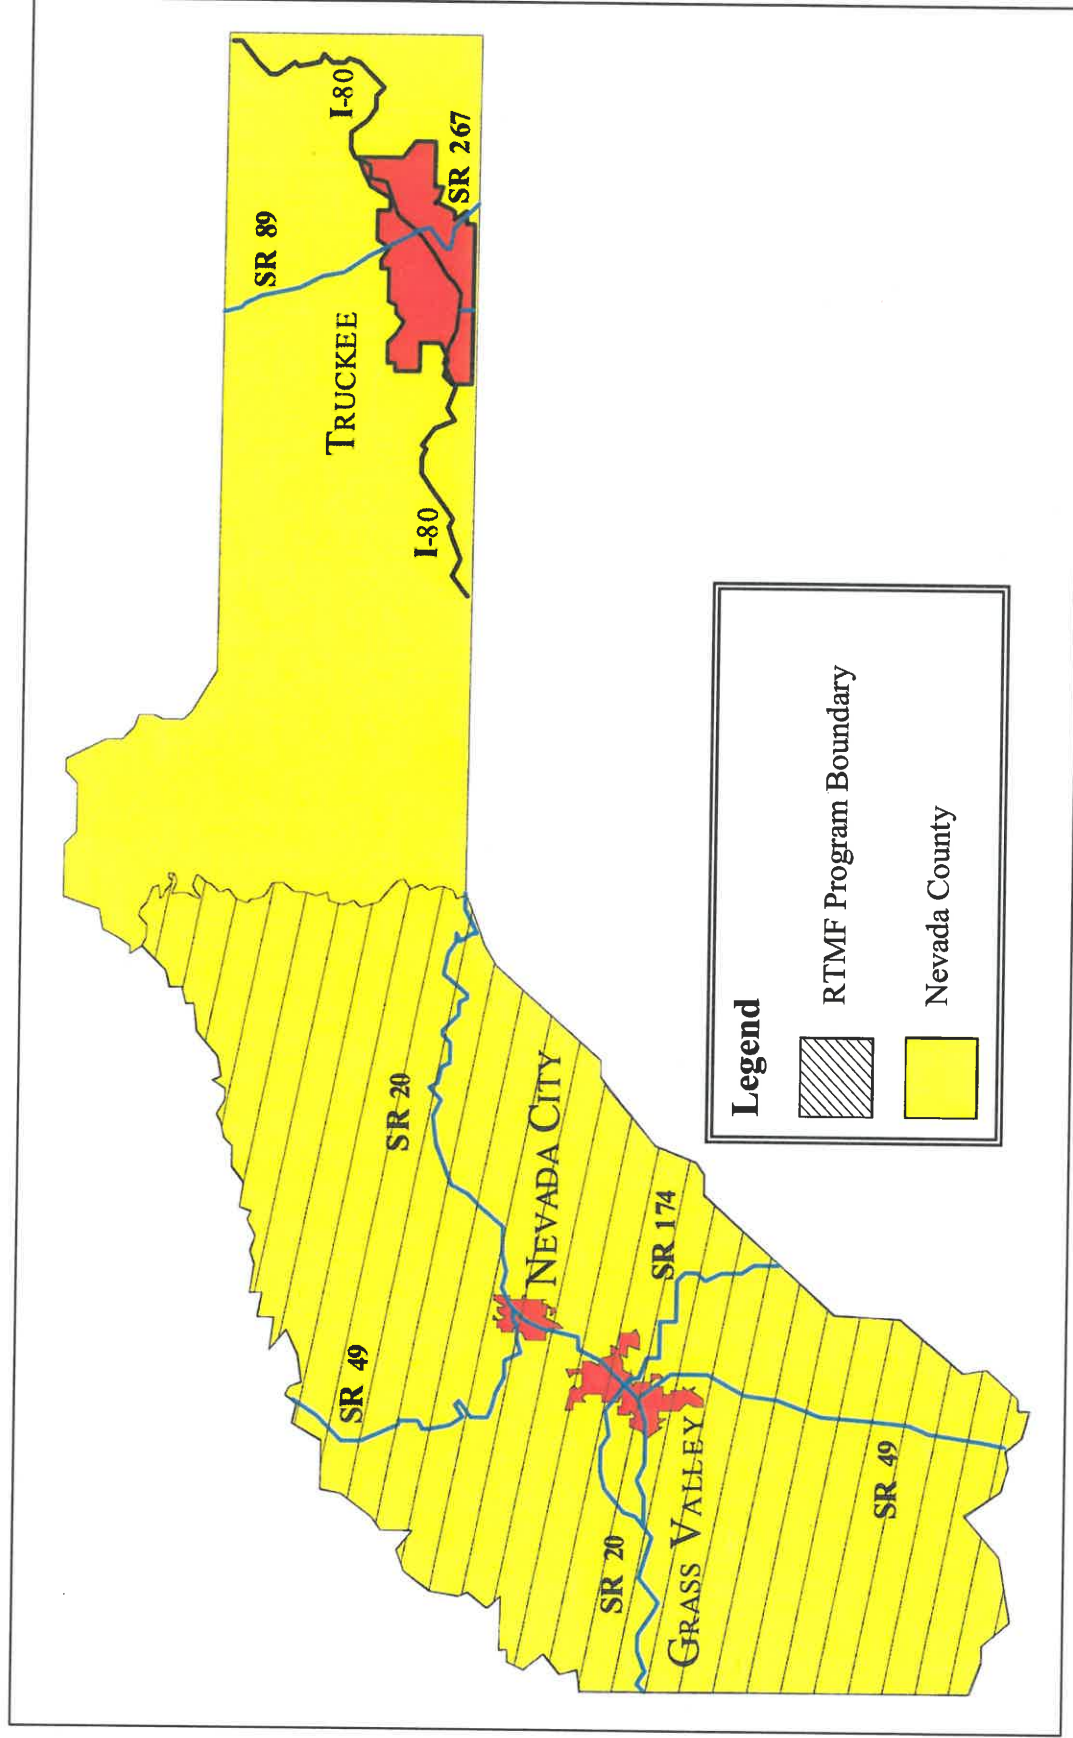 SR 49
SR 20
NEVADA CITY
SR 174
SR 20
GRASS VALLEY
SR 49
TRUCKEE
SR 89
I-80
I-80
SR 267
Legend
RTMF Program Boundary
Nevada County